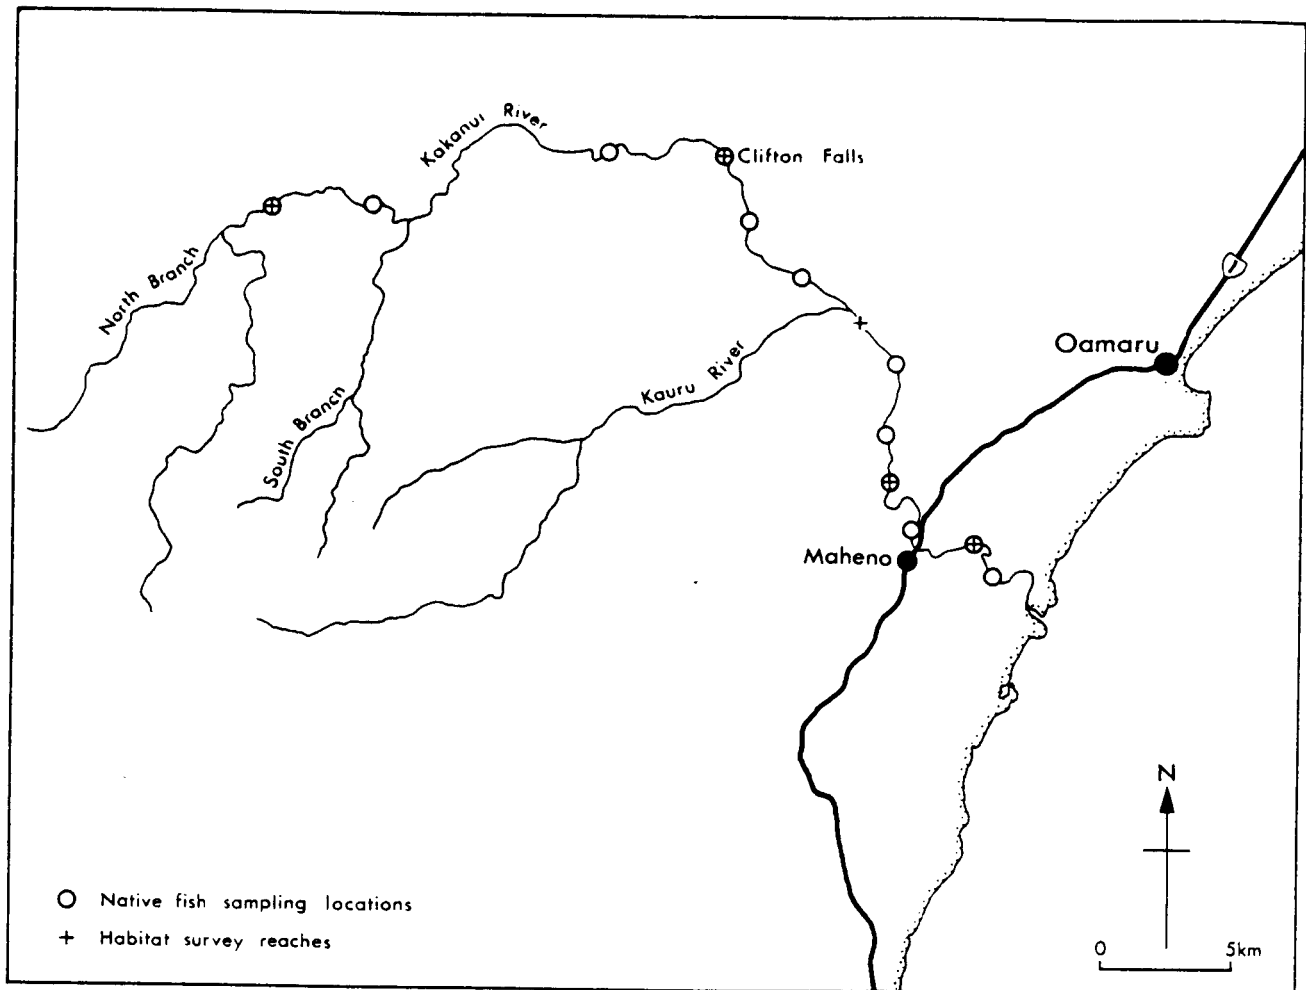 Kakanui River
Clifton Falls
North Branch
1
Oamaru
South Branch
Kauru River
Maheno
N
Native fish sampling locations
+ Habitat survey reaches
0 5km